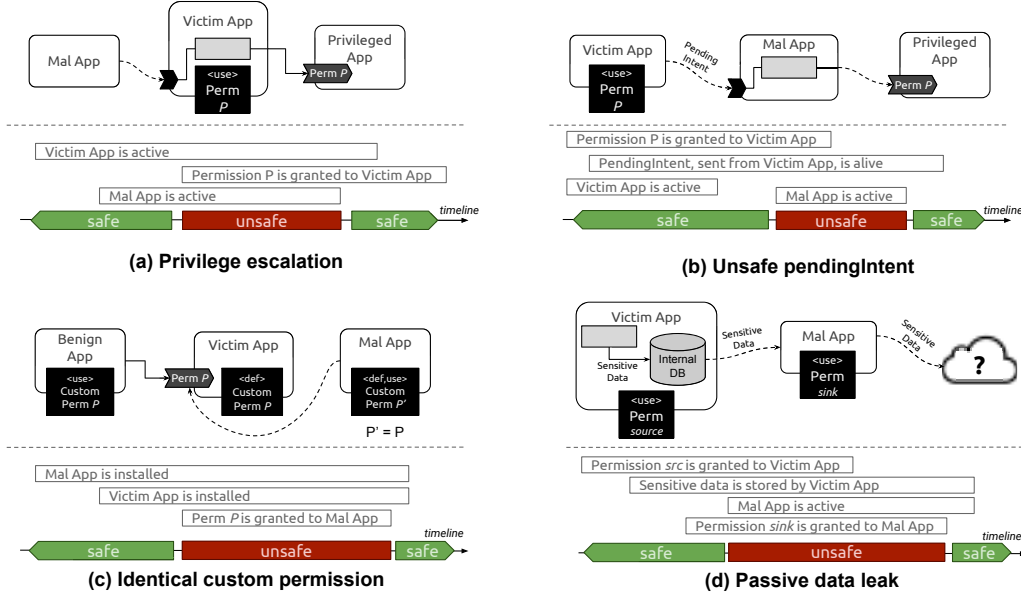 Victim App
Mal App
Privileged
App
Perm P
<use>
Perm
P
Victim App is active
Permission P is granted to Victim App
Mal App is active
timeline
safe
unsafe
safe
(a) Privilege escalation
Victim App
<use>
Perm
P
Pending
Intent
Mal App
Privileged
App
Perm P
Permission P is granted to Victim App
PendingIntent, sent from Victim App, is alive
Victim App is active
Mal App is active
timeline
safe
unsafe
safe
(b) Unsafe pendingIntent
Benign
App
<use>
Custom
Perm P
Victim App
Perm P
<def>
Custom
Perm P
Mal App
<def,use>
Custom
Perm P'
P' = P
Mal App is installed
Victim App is installed
Perm P is granted to Mal App
timeline
safe
unsafe
safe
(c) Identical custom permission
Victim App
Sensitive
Data
Internal
DB
<use>
Perm
source
Sensitive
Data
Mal App
<use>
Perm
sink
Sensitive
Data
?
Permission src is granted to Victim App
Sensitive data is stored by Victim App
Mal App is active
Permission sink is granted to Mal App
timeline
safe
unsafe
safe
(d) Passive data leak